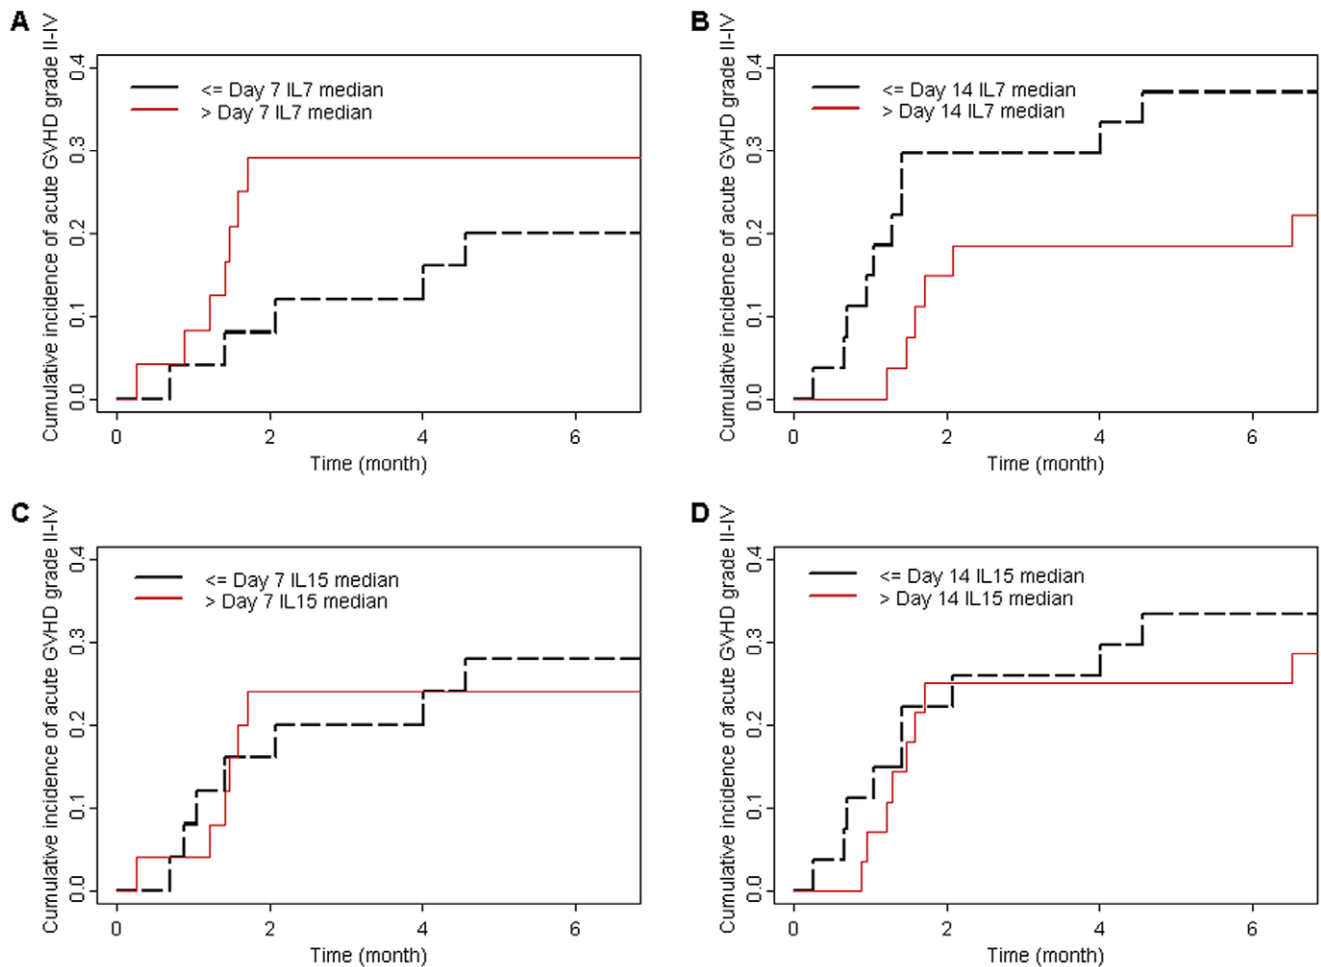 A
Cumulative incidence of acute GVHD grade II-IV
0.4
0.3
0.2
0.1
0.0
<= Day 7 IL7 median
> Day 7 IL7 median
0 2 4 6
Time (month)
B
Cumulative incidence of acute GVHD grade II-IV
0.4
0.3
0.2
0.1
0.0
<= Day 14 IL7 median
> Day 14 IL7 median
0 2 4 6
Time (month)
C
Cumulative incidence of acute GVHD grade II-IV
0.4
0.3
0.2
0.1
0.0
<= Day 7 IL15 median
> Day 7 IL15 median
0 2 4 6
Time (month)
D
Cumulative incidence of acute GVHD grade II-IV
0.4
0.3
0.2
0.1
0.0
<= Day 14 IL15 median
> Day 14 IL15 median
0 2 4 6
Time (month)